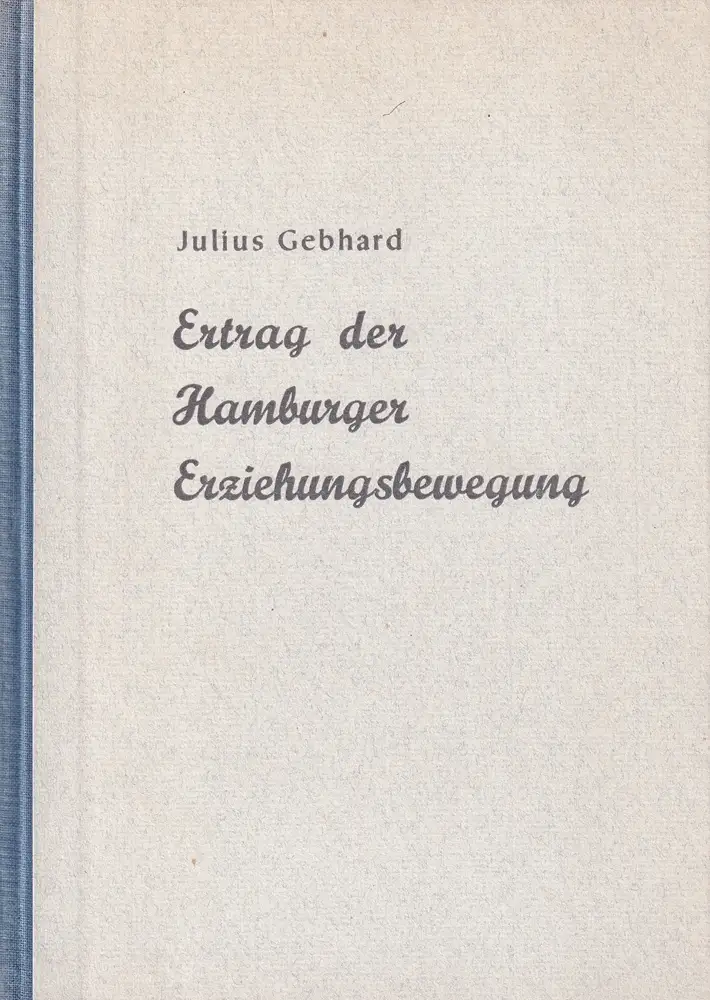 Julius Gebhard
Ertrag der
Hamburger
Erziehungsbewegung